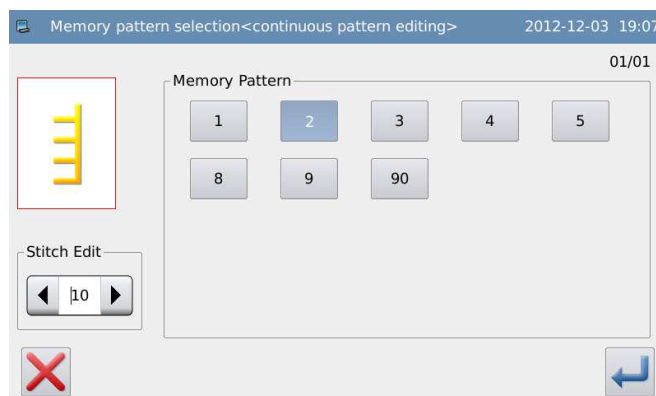 Memory pattern selection<continuous pattern editing> 2012-12-03 19:07
01/01
Memory Pattern
1 2 3 4 5
8 9 90
Stitch Edit
10